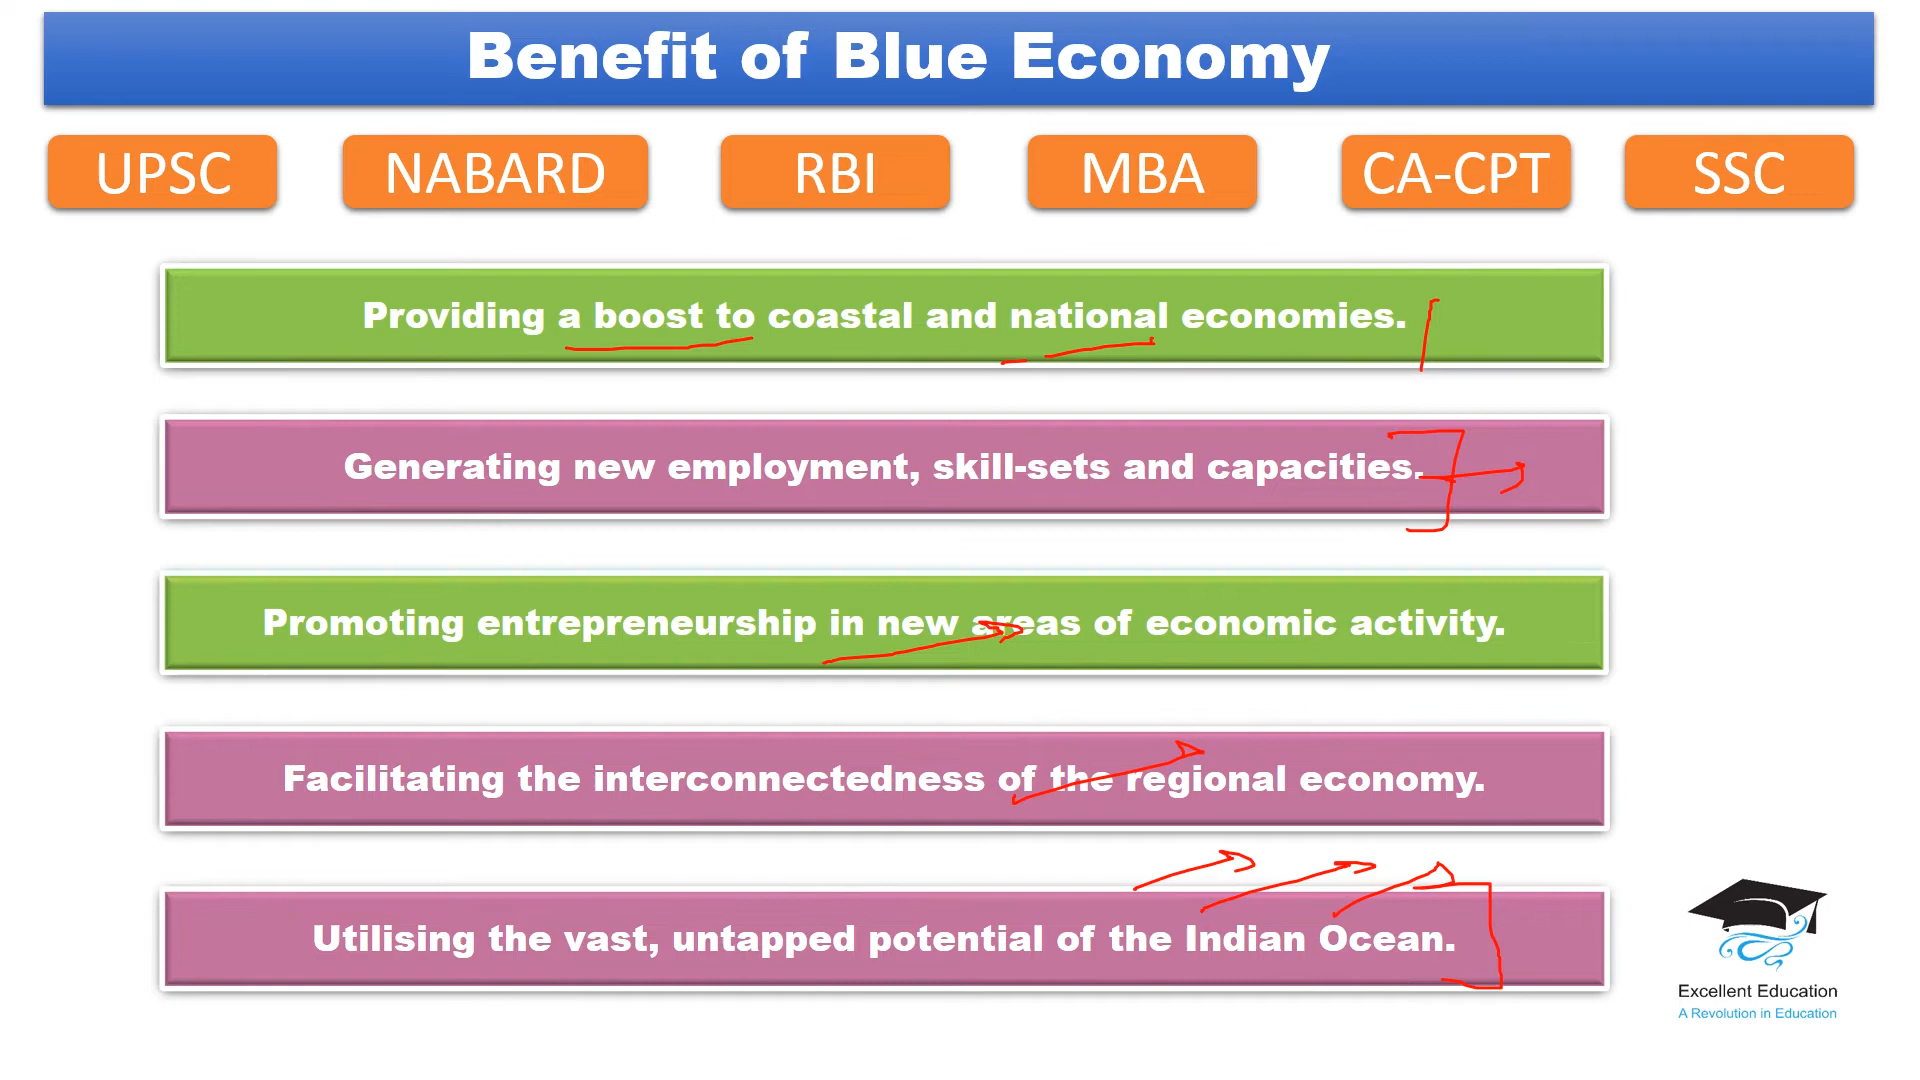 Benefit of Blue Economy
UPSC NABARD RBI MBA CA-CPT SSC
Providing a boost to coastal and national economies.
Generating new employment, skill-sets and capacities.
Promoting entrepreneurship in new areas of economic activity.
Facilitating the interconnectedness of the regional economy.
Utilising the vast, untapped potential of the Indian Ocean.
Excellent Education
A Revolution in Education